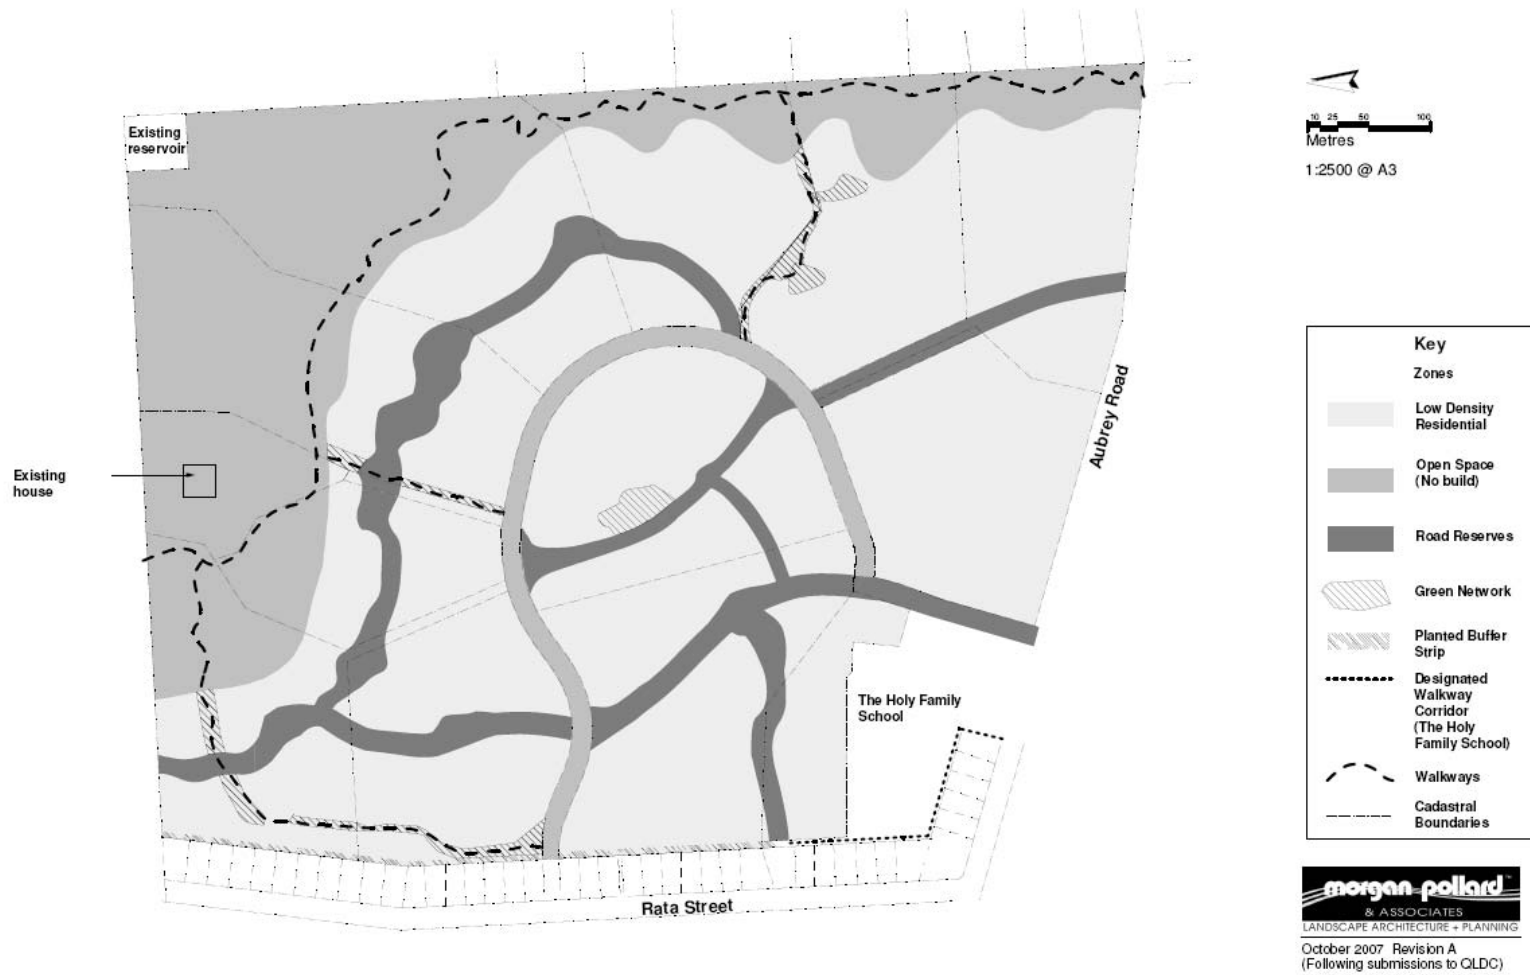 Existing
reservoir
Existing
house
Aubrey Road
The Holy Family
School
Rata Street
10 25 50 100
Metres
1:2500 @ A3
Key
Zones
Low Density
Residential
Open Space
(No build)
Road Reserves
Green Network
Planted Buffer
Strip
Designated
Walkway
Corridor
(The Holy
Family School)
Walkways
Cadastral
Boundaries
morgan pollard
& ASSOCIATES
LANDSCAPE ARCHITECTURE + PLANNING
October 2007 Revision A
(Following submissions to QLDC)